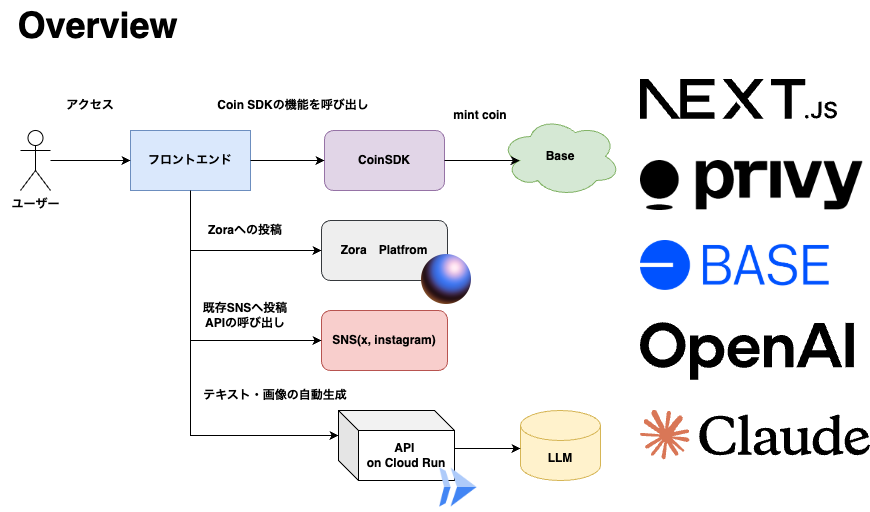 Overview
アクセス
Coin SDKの機能を呼び出し
mint coin
フロントエンド
CoinSDK
Base
ユーザー
Zoraへの投稿
Zora Platfrom
既存SNSへ投稿
APIの呼び出し
SNS(x, instagram)
テキスト・画像の自動生成
API
on Cloud Run
LLM
NEXT.JS
privy
BASE
OpenAI
Claude